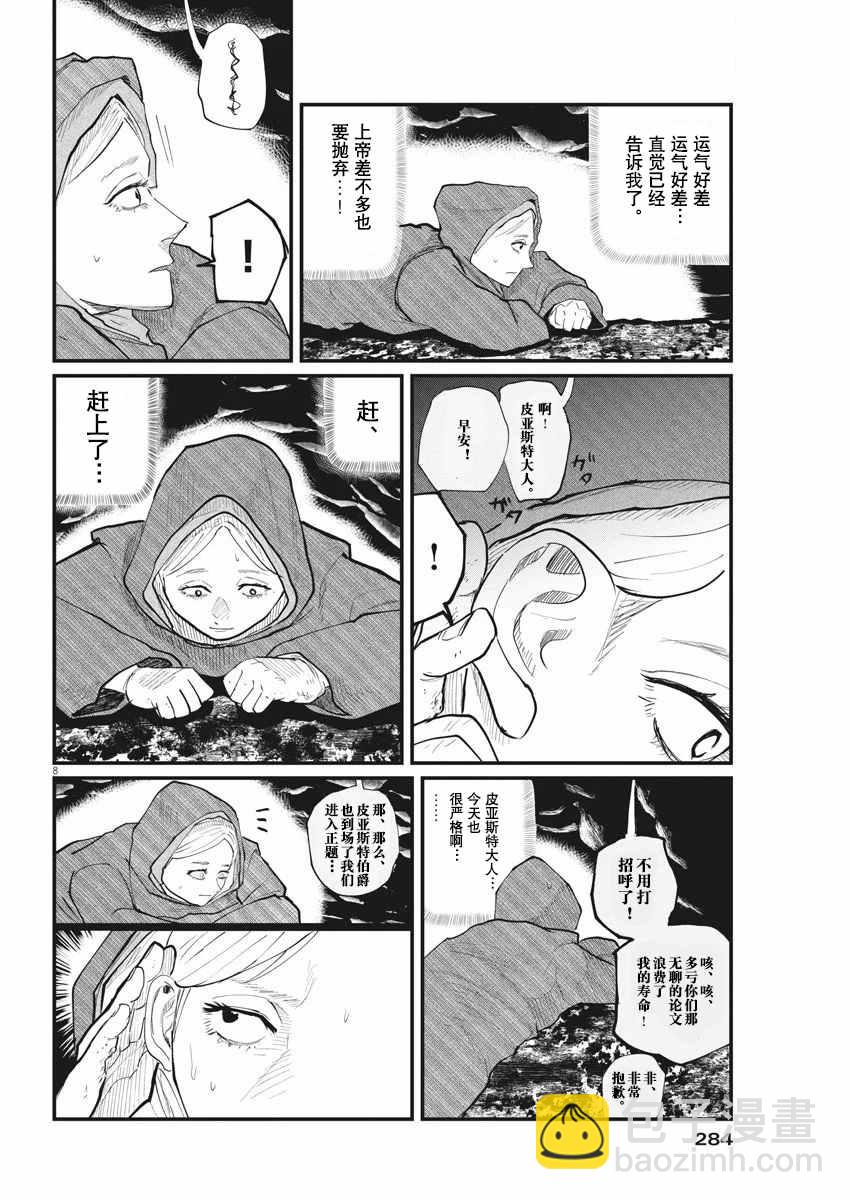 运气好差
运气好差…
直觉已经
告诉我了。
上帝差不多也
要抛弃…！
！
啊！
皮亚斯特大人。
早安！
ググ
！
赶、
赶上了…
不用打
招呼了！
咳、咳、
多亏你们那
无聊的论文
浪费了
我的寿命！
非、
非常
抱歉。
皮亚斯特大人…
今天也
很严格啊…
……
那、那么、
皮亚斯特伯爵
也到场了我们
进入正题…
8
284
包子漫畫
baozimh.com